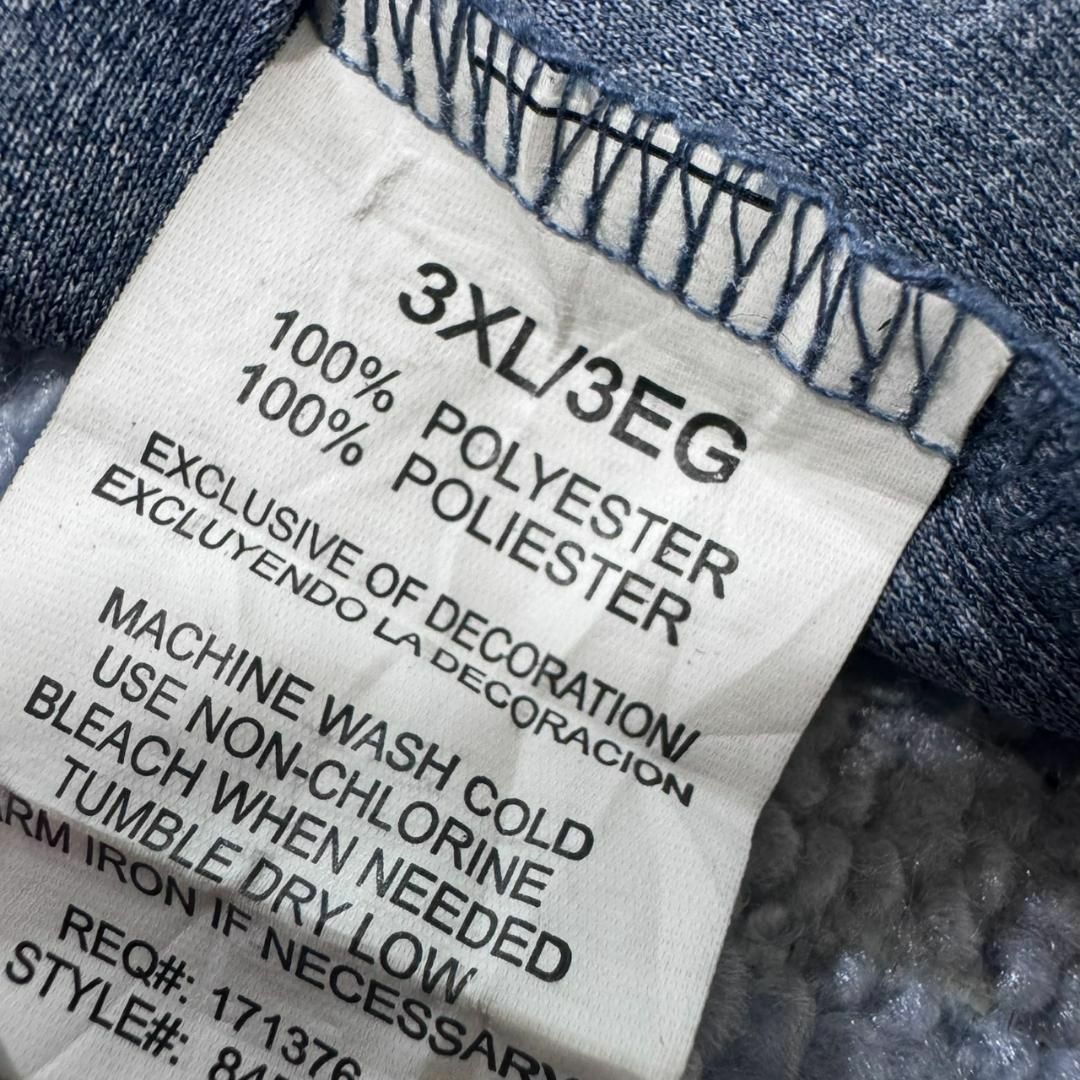 3XL/3EG
100% POLYESTER
100% POLIESTER
EXCLUSIVE OF DECORATION/
EXCLUYENDO LA DECORACION
MACHINE WASH COLD
USE NON-CHLORINE
BLEACH WHEN NEEDED
TUMBLE DRY LOW
IRON IF NECESSARY
REQ#: 171376
STYLE#: